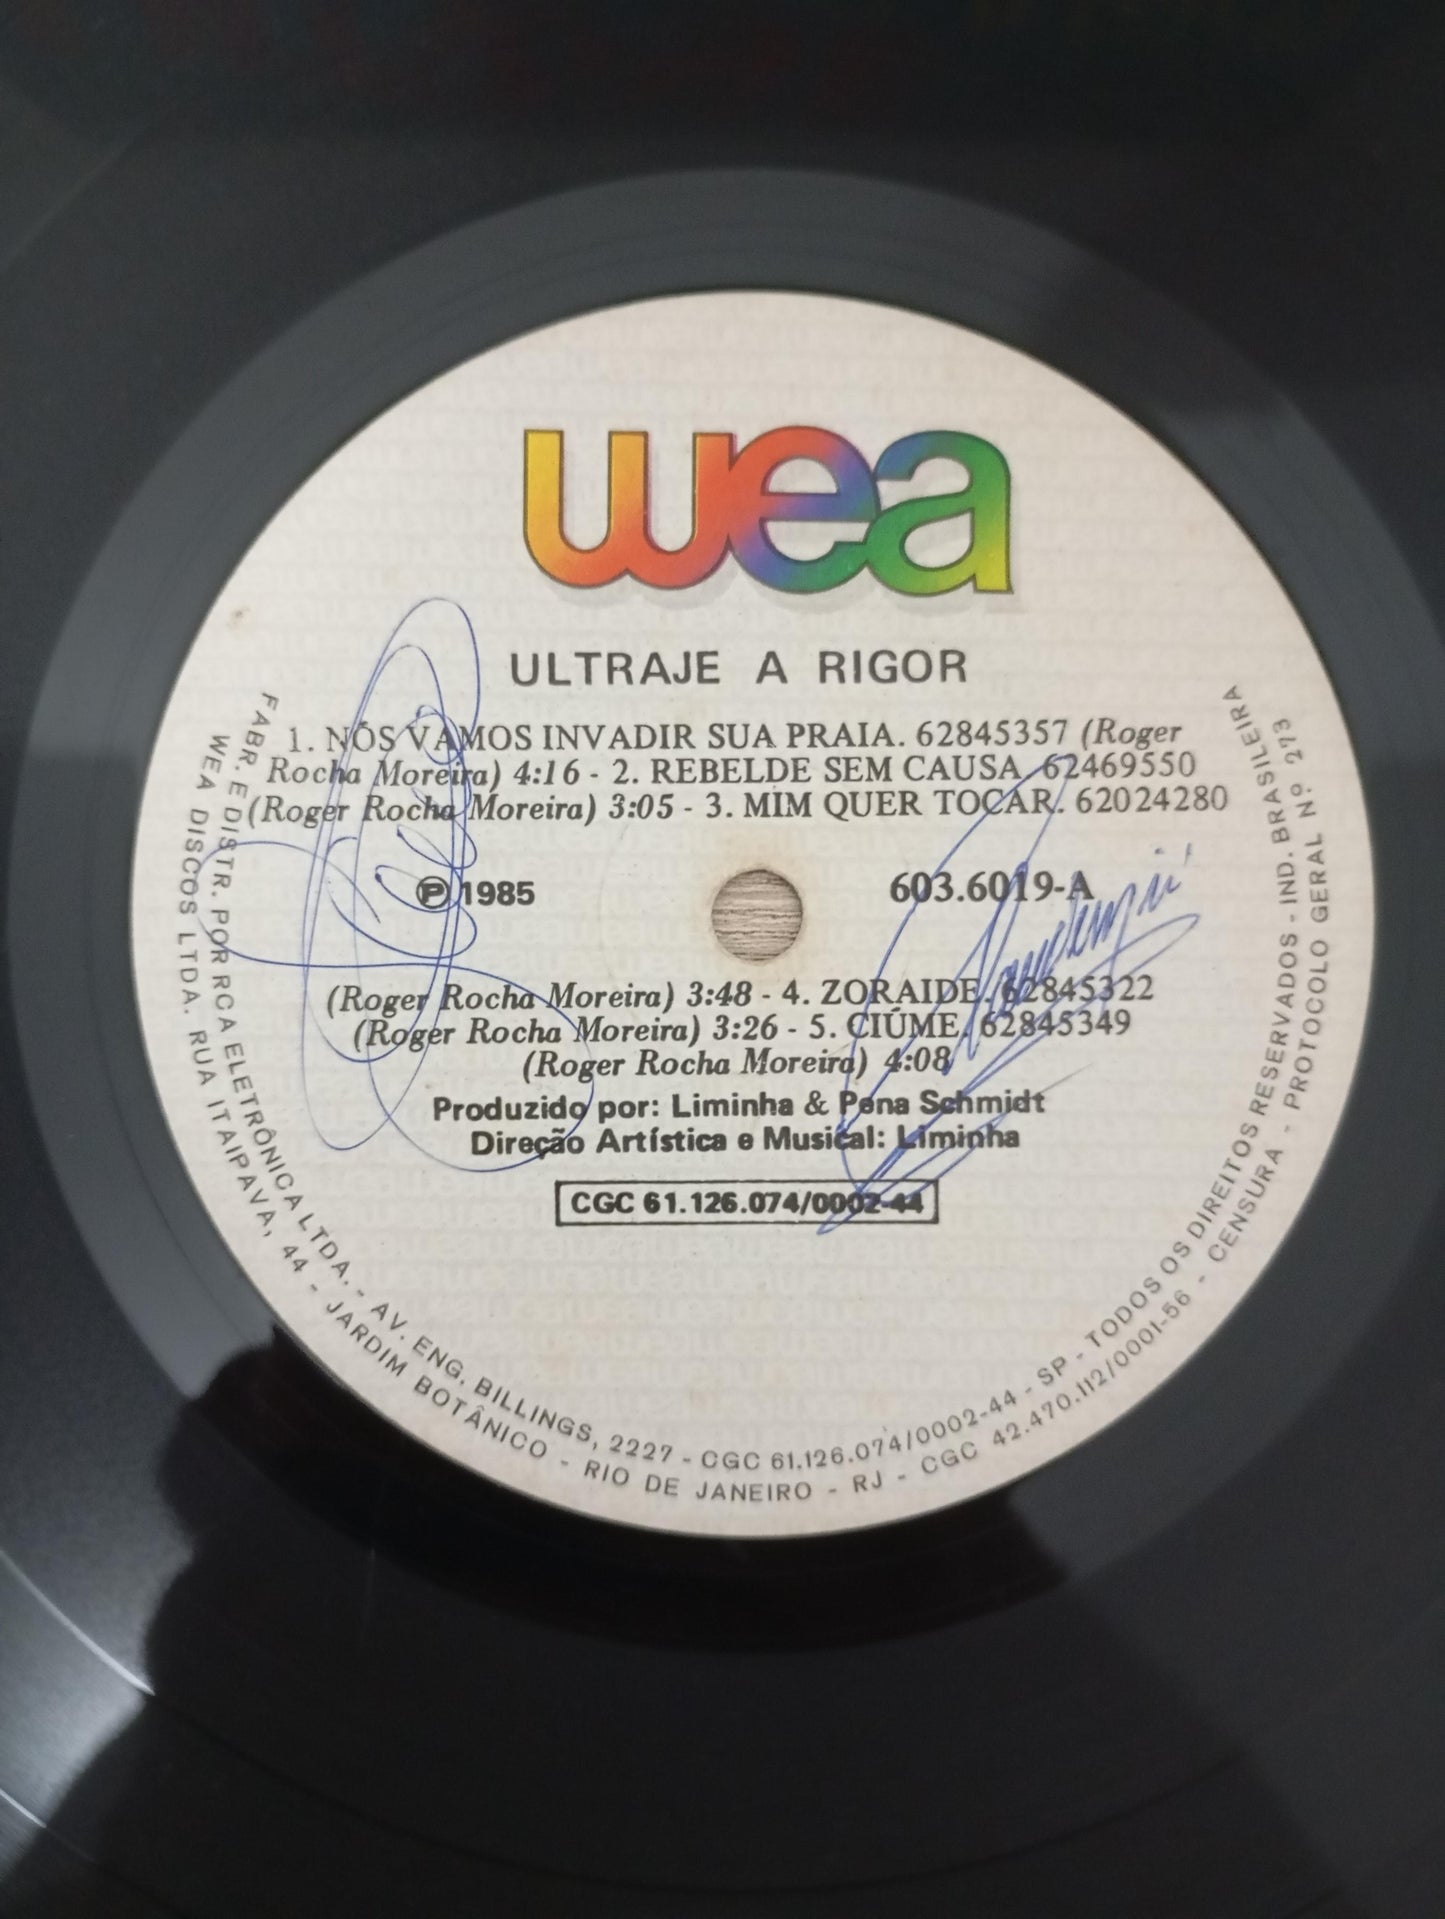 wea
ULTRAJE A RIGOR
1. NÓS VAMOS INVADIR SUA PRAIA. 62845357 (Roger
Rocha Moreira) 4:16 - 2. REBELDE SEM CAUSA. 62469550
(Roger Rocha Moreira) 3:05 - 3. MIM QUER TOCAR. 62024280
Ⓟ 1985
603.6019-A
(Roger Rocha Moreira) 3:48 - 4. ZORAIDE. 62845322
(Roger Rocha Moreira) 3:26 - 5. CIÚME. 62845349
(Roger Rocha Moreira) 4:08
Produzido por: Liminha & Pena Schmidt
Direção Artística e Musical: Liminha
CGC 61.126.074/0002-44
FABR. E DISTR. POR RCA ELETRÔNICA LTDA. - AV. ENG. BILLINGS, 2227 - CGC 61.126.074/0002-44 - SP - TODOS OS DIREITOS RESERVADOS - IND. BRASILEIRA
WEA DISCOS LTDA. RUA ITAIPAVA, 44 - JARDIM BOTÂNICO - RIO DE JANEIRO - RJ - CGC 42.470.112/0001-56 - CENSURA - PROTOCOLO GERAL Nº 273